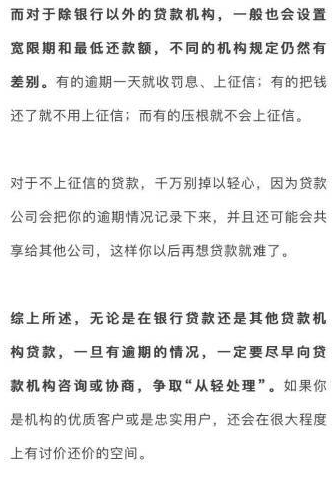 而对于除银行以外的贷款机构，一般也会设置
宽限期和最低还款额，不同的机构规定仍然有
差别。有的逾期一天就收罚息、上征信；有的把钱
还了就不用上征信；而有的压根就不会上征信。
对于不上征信的贷款，千万别掉以轻心，因为贷款
公司会把你的逾期情况记录下来，并且还可能会共
享给其他公司，这样你以后再想贷款就难了。
综上所述，无论是在银行贷款还是其他贷款机
构贷款，一旦有逾期的情况，一定要尽早向贷
款机构咨询或协商，争取“从轻处理”。如果你
是机构的优质客户或是忠实用户，还会在很大程度
上有讨价还价的空间。